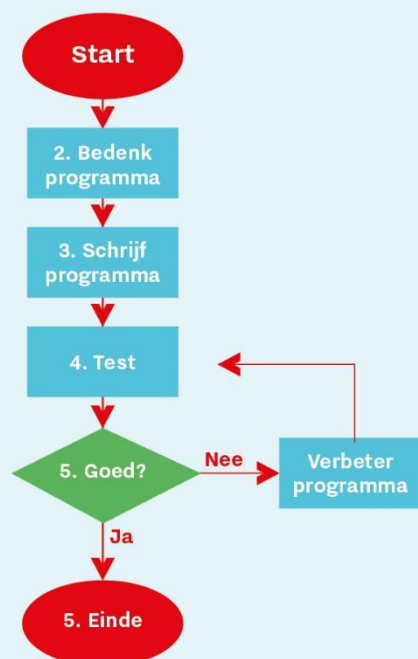 Start
2. Bedenk
programma
3. Schrijf
programma
4. Test
5. Goed?
Nee
Verbeter
programma
Ja
5. Einde